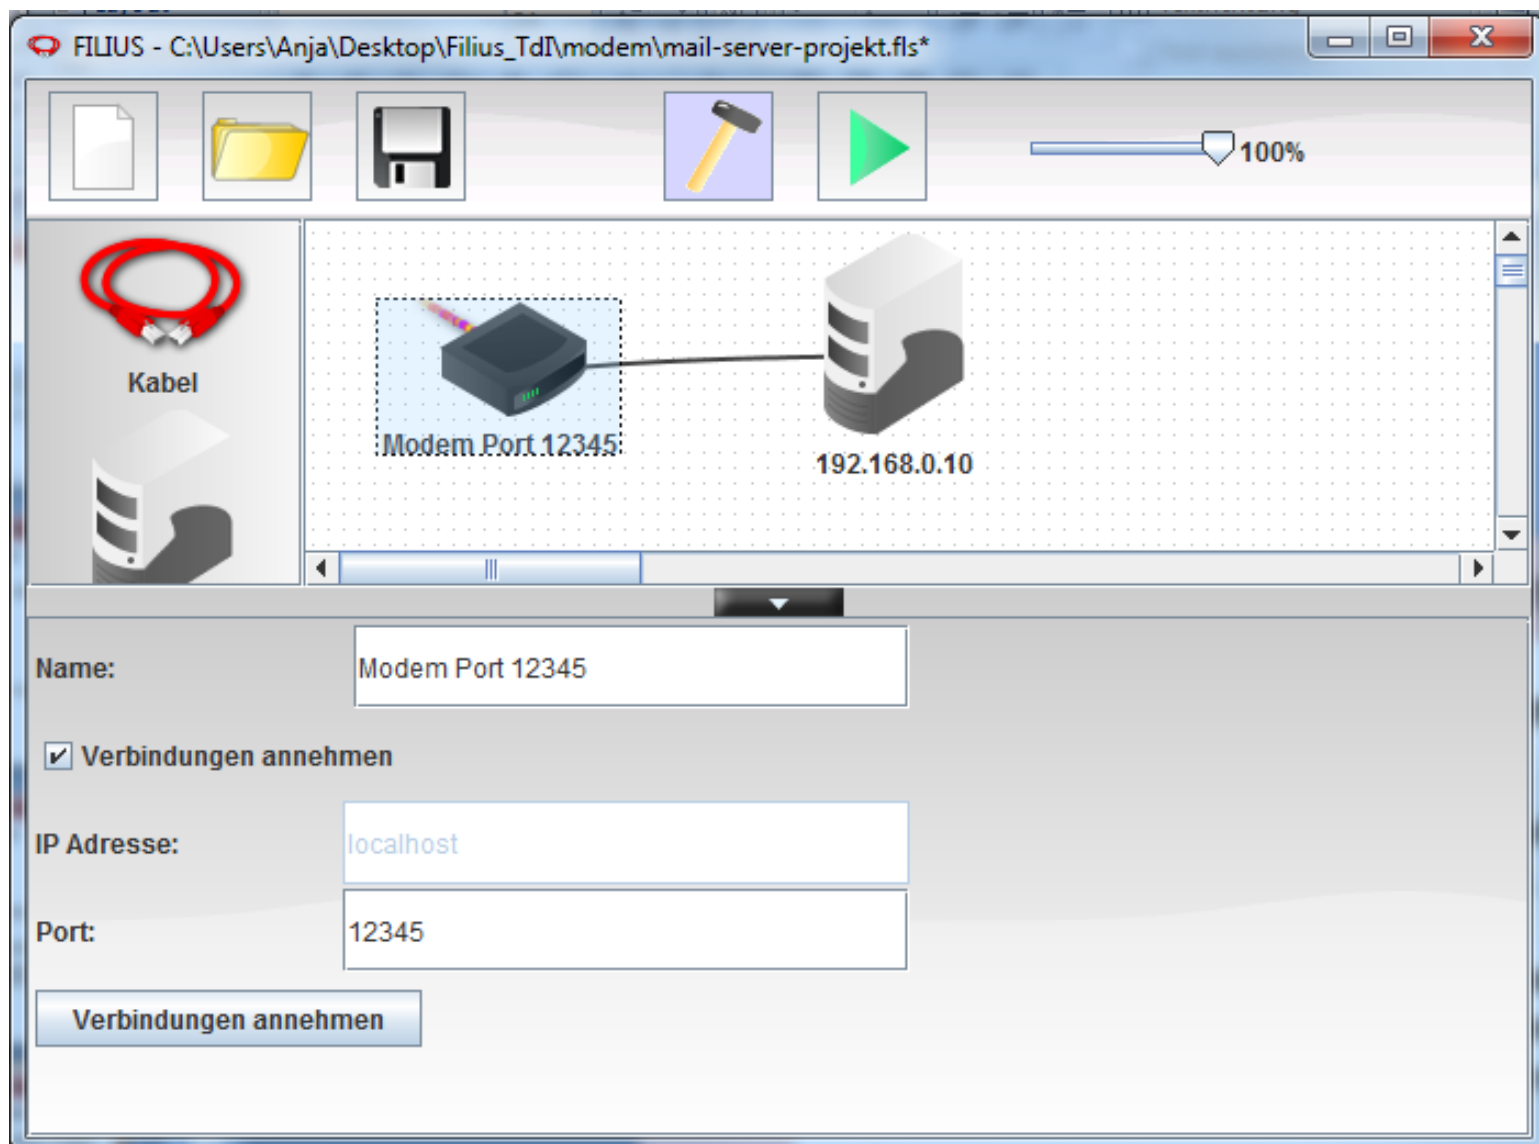 FILIUS - C:\Users\Anja\Desktop\Filius_TdI\modem\mail-server-projekt.fls*
100%
Kabel
Modem Port 12345
192.168.0.10
Name:
Modem Port 12345
Verbindungen annehmen
IP Adresse:
localhost
Port:
12345
Verbindungen annehmen